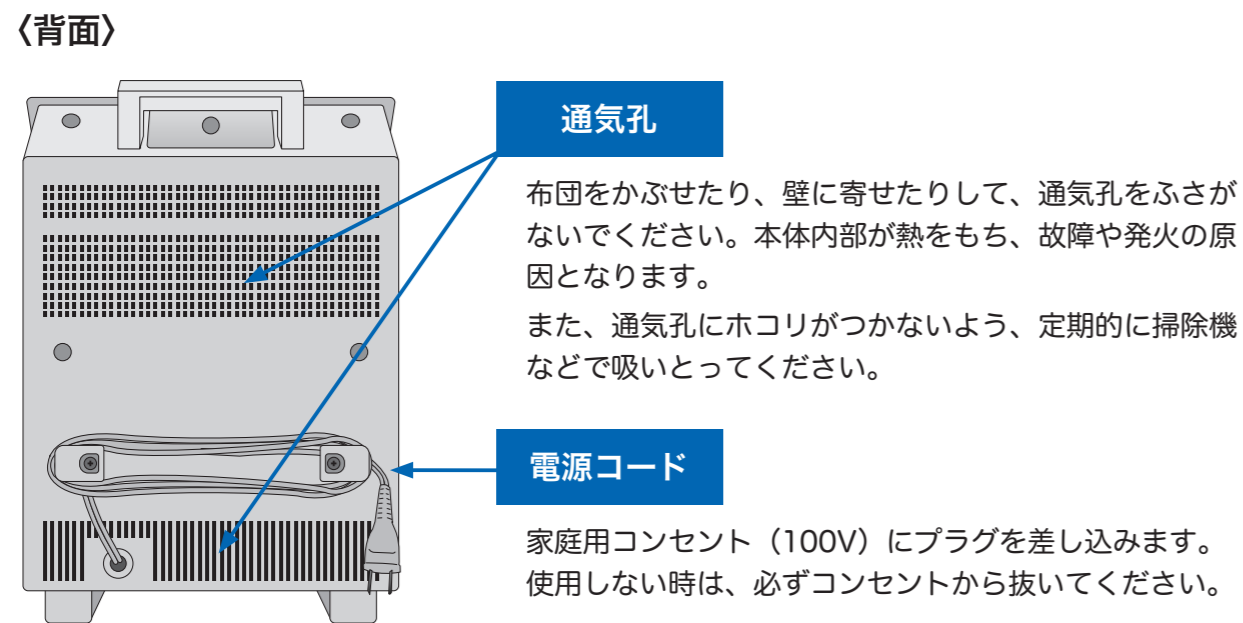 〈背面〉
通気孔
布団をかぶせたり、壁に寄せたりして、通気孔をふさが
ないでください。本体内部が熱をもち、故障や発火の原
因となります。
また、通気孔にホコリがつかないよう、定期的に掃除機
などで吸いとってください。
電源コード
家庭用コンセント（100V）にプラグを差し込みます。
使用しない時は、必ずコンセントから抜いてください。